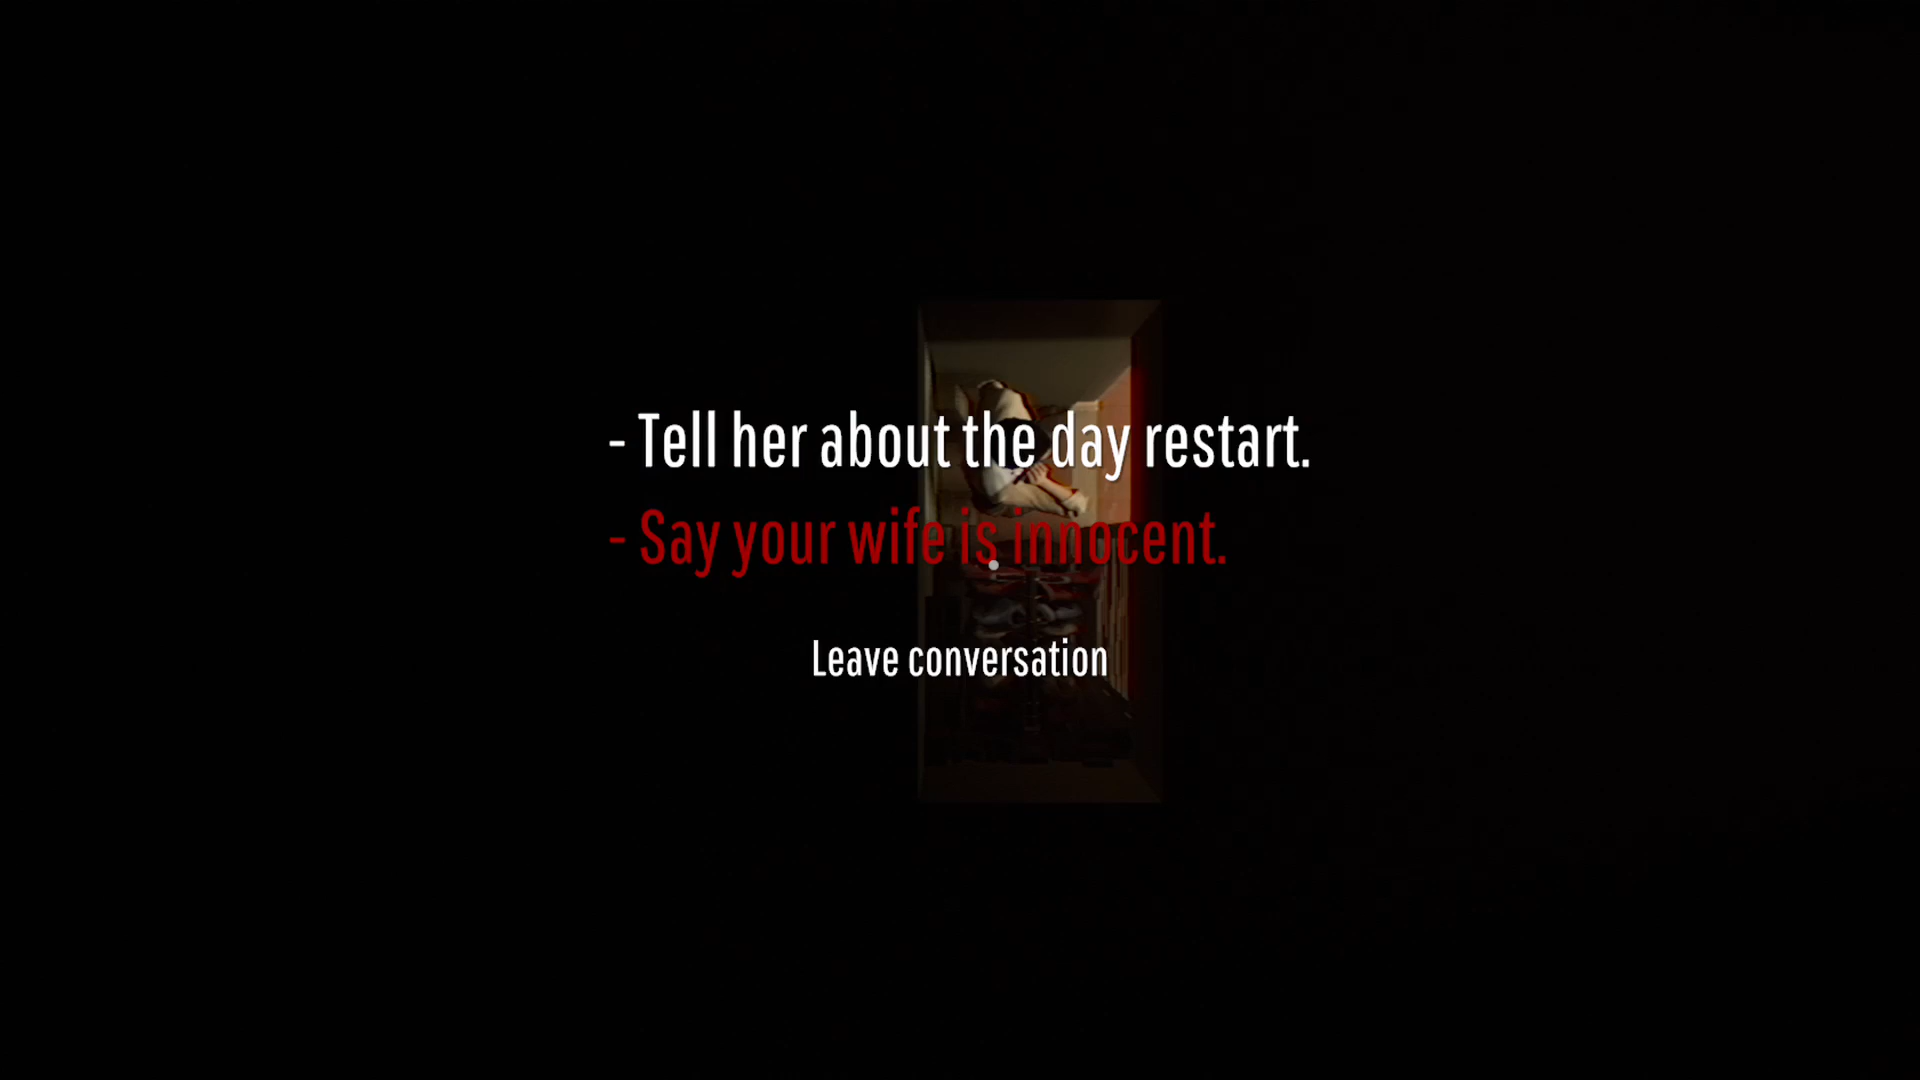 - Tell her about the day restart.
- Say your wife is innocent.
Leave conversation